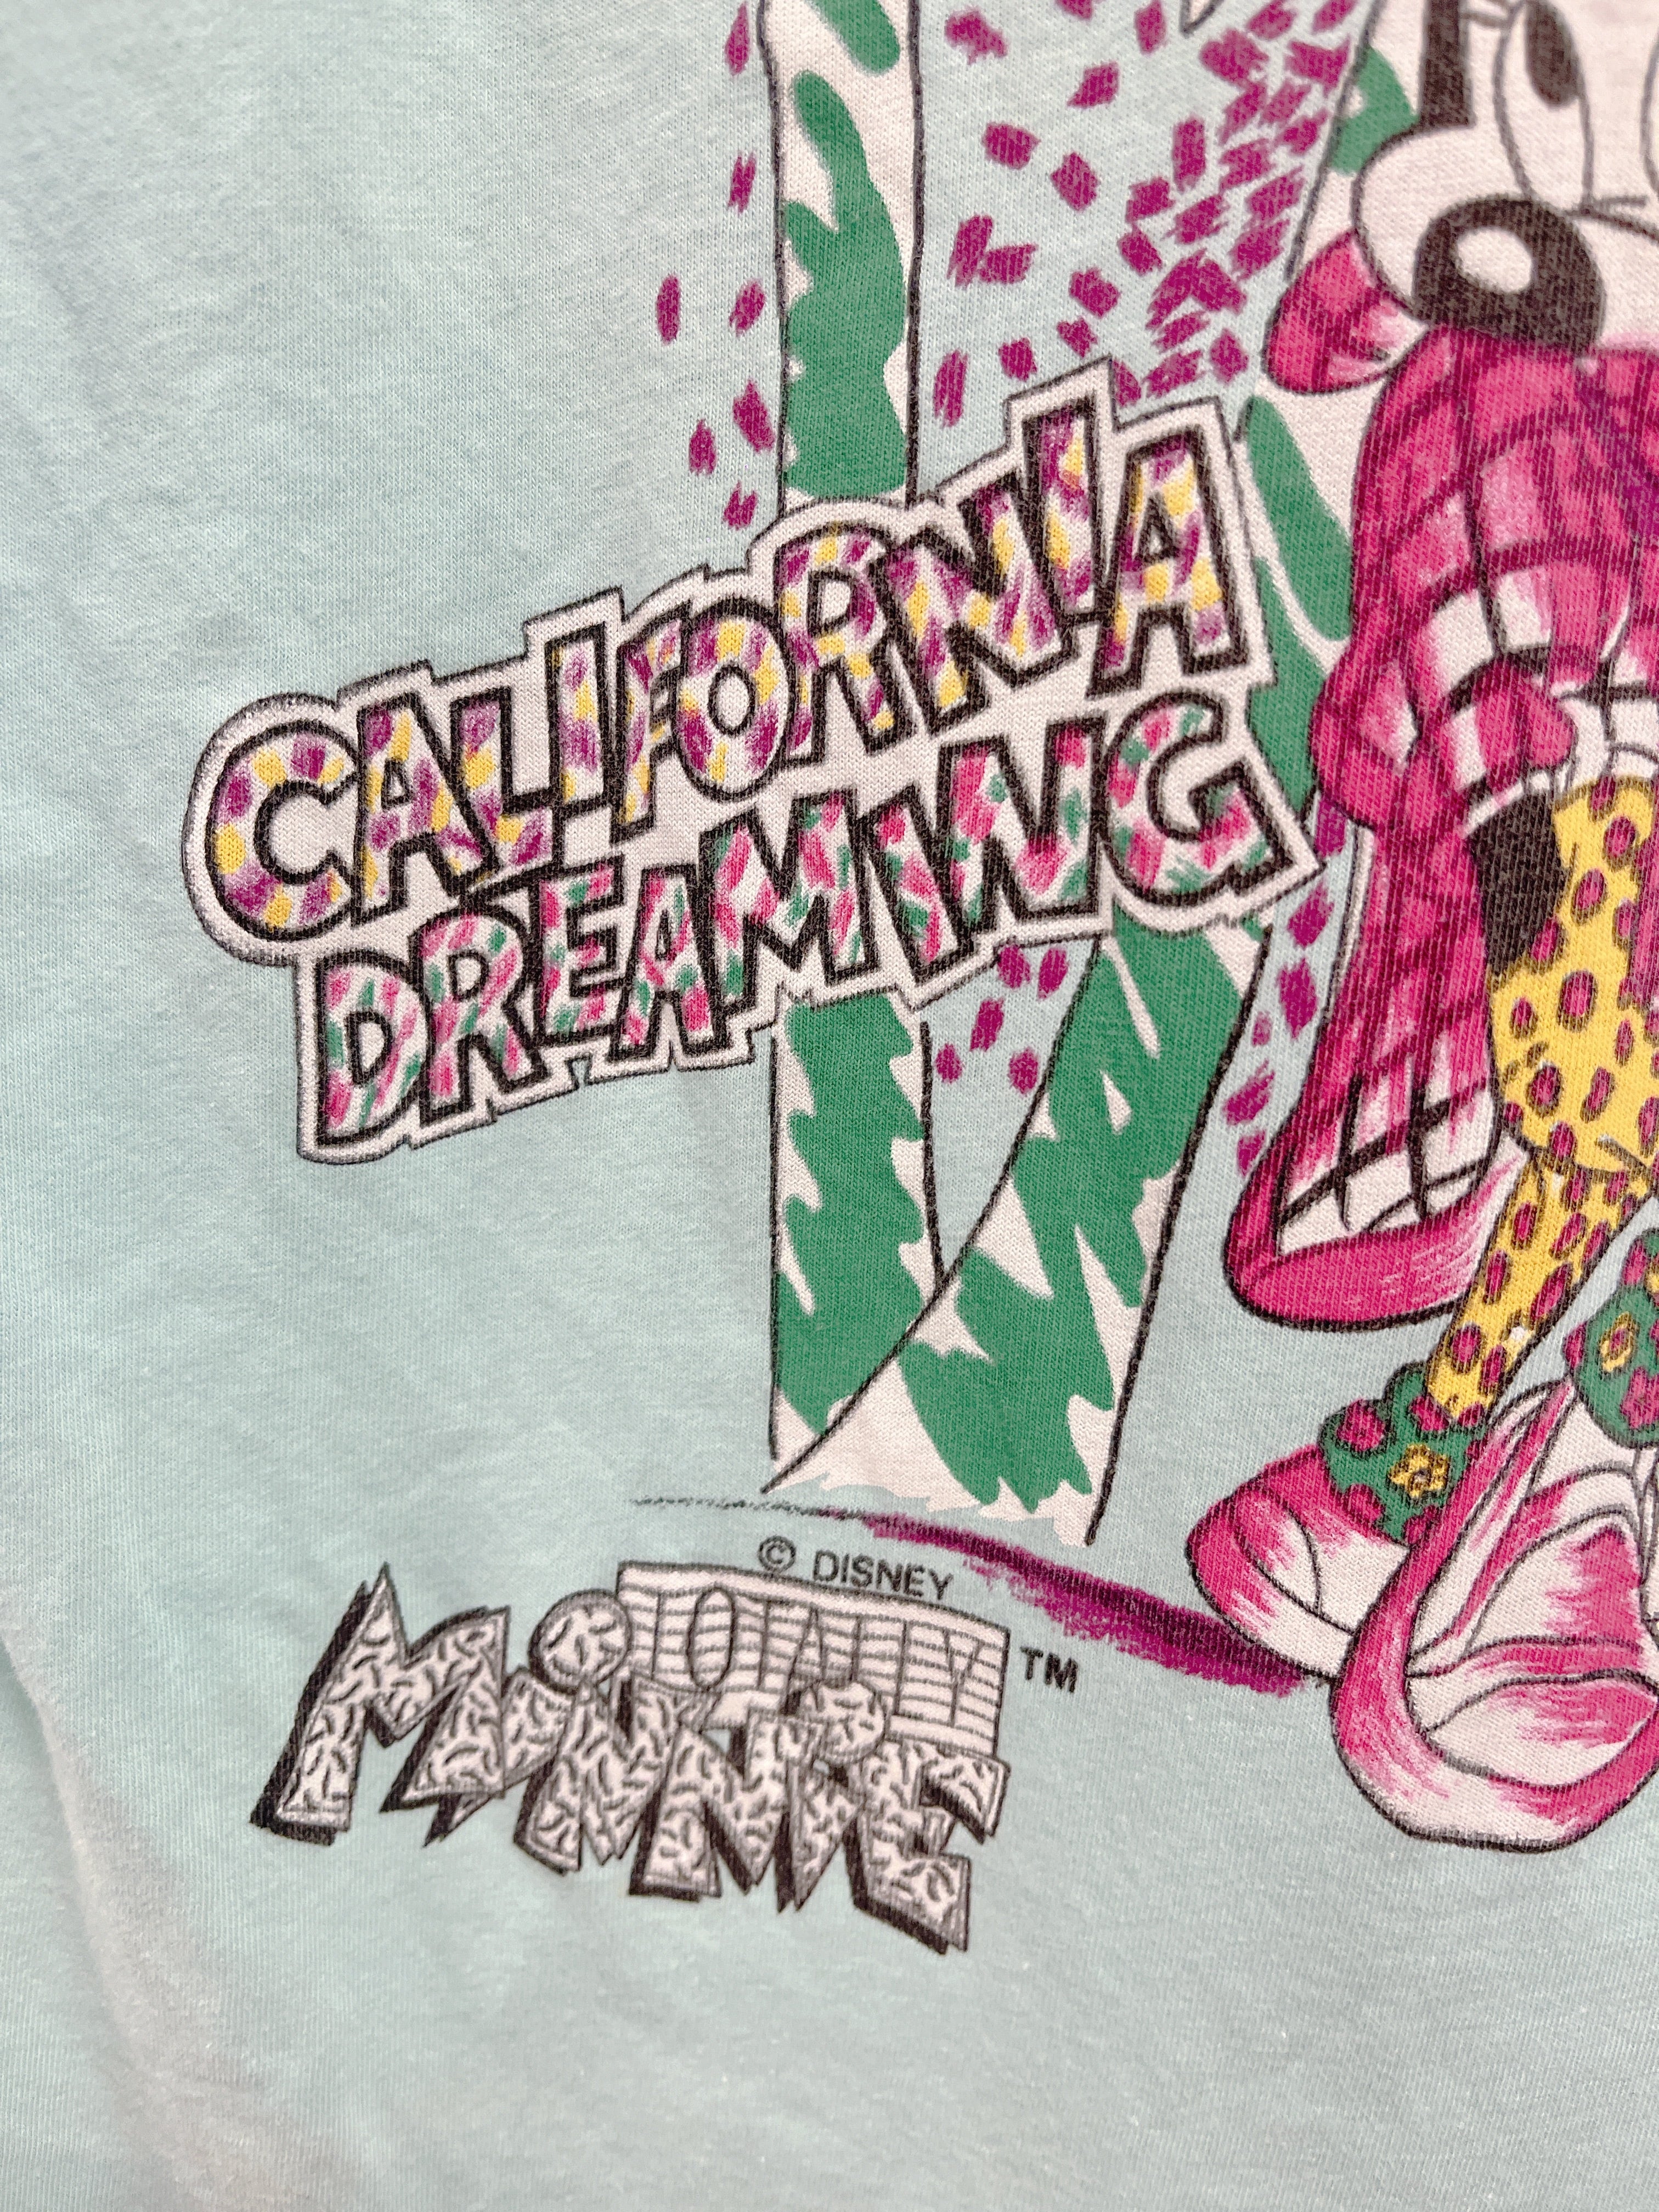 CALIFORNIA
DREAMING
© DISNEY
TOTALLY
MINNIE
TM